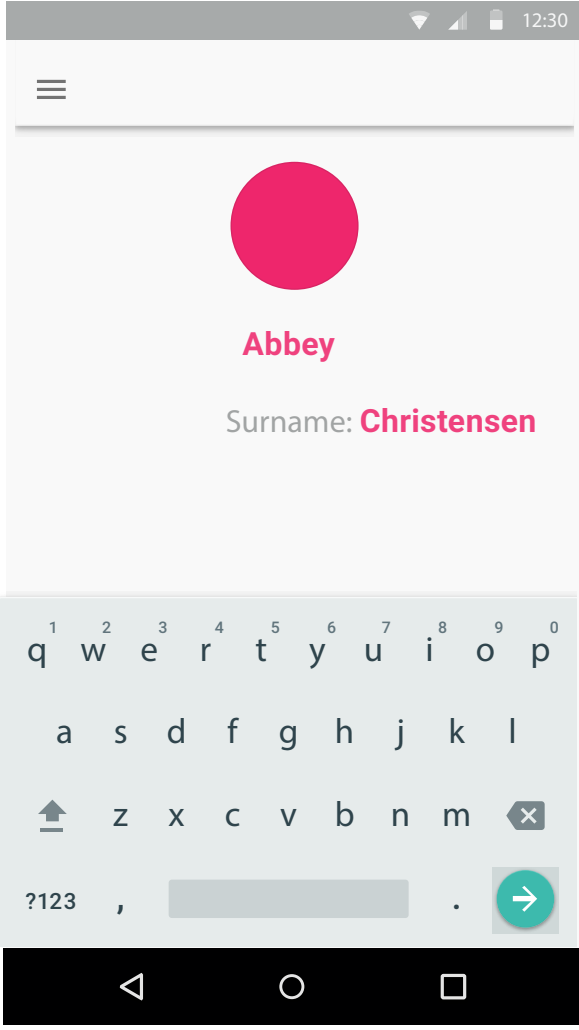 12:30
Abbey
Surname: Christensen
1 2 3 4 5 6 7 8 9 0
q w e r t y u i o p
a s d f g h j k l
z x c v b n m
?123 , .